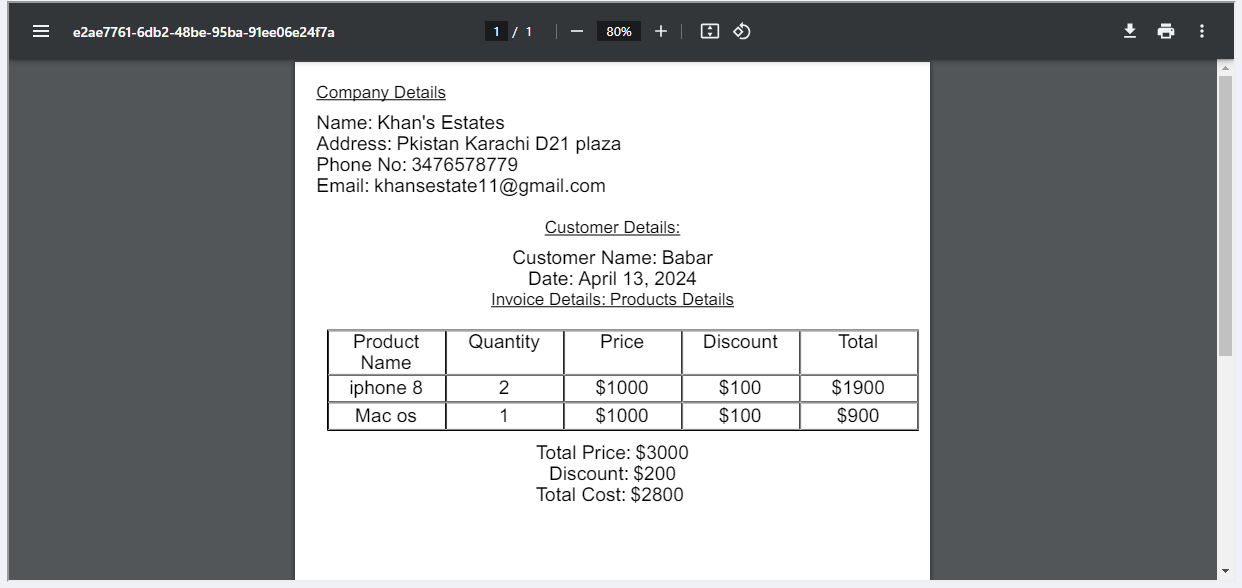 e2ae7761-6db2-48be-95ba-91ee06e24f7a 1 / 1 80%
Company Details
Name: Khan's Estates
Address: Pkistan Karachi D21 plaza
Phone No: 3476578779
Email: khansestate11@gmail.com
Customer Details:
Customer Name: Babar
Date: April 13, 2024
Invoice Details: Products Details
Product Name Quantity Price Discount Total
iphone 8 2 $1000 $100 $1900
Mac os 1 $1000 $100 $900
Total Price: $3000
Discount: $200
Total Cost: $2800